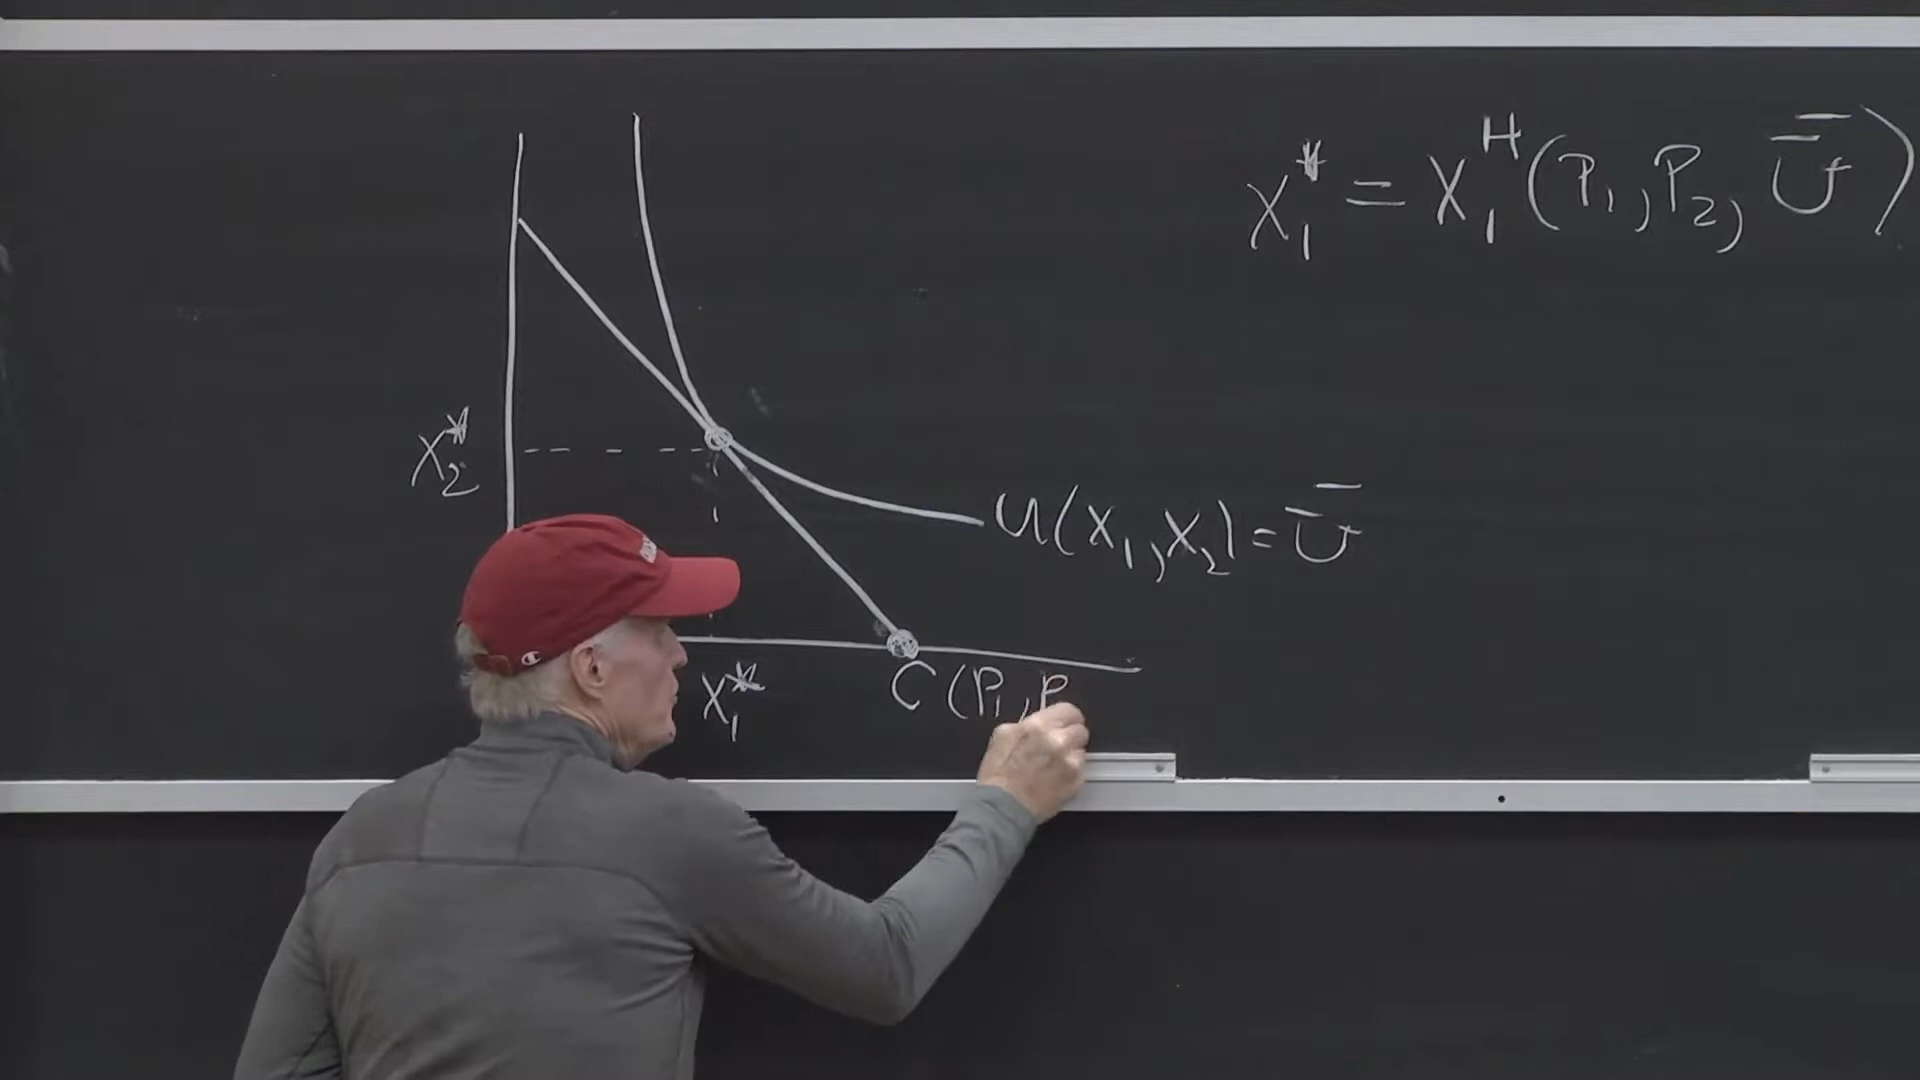 X₁* = X₁ᴴ(P₁, P₂, U̿)
X₂*
U(X₁, X₂) = U̿
X₁*
C(P₁, P